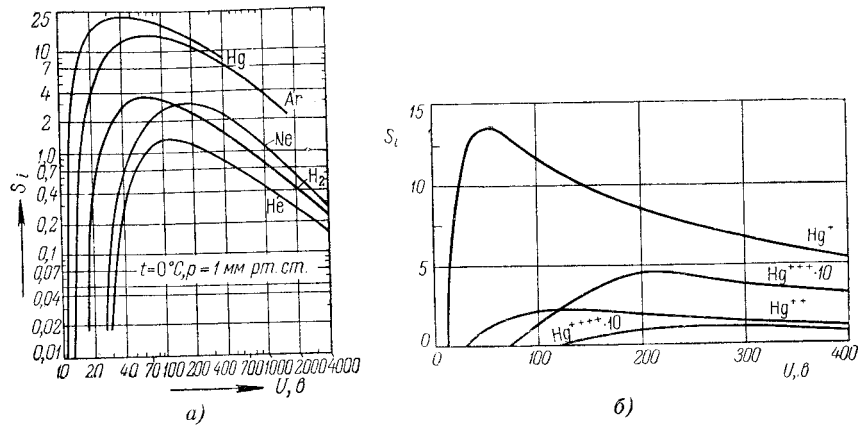 25
10
7
4
2
1,0
0,7
0,4
0,2
0,1
0,07
0,04
0,02
0,01
S i
Hg
Ar
Ne
H₂
He
t=0°C, p=1 мм рт. ст.
10 20 40 70 100 200 400 700 1000 2000 4000
U, в
а)
15
10
5
0
S i
Hg⁺
Hg⁺⁺⁺·10
Hg⁺⁺
Hg⁺⁺⁺⁺·10
0 100 200 300 400
U, в
б)